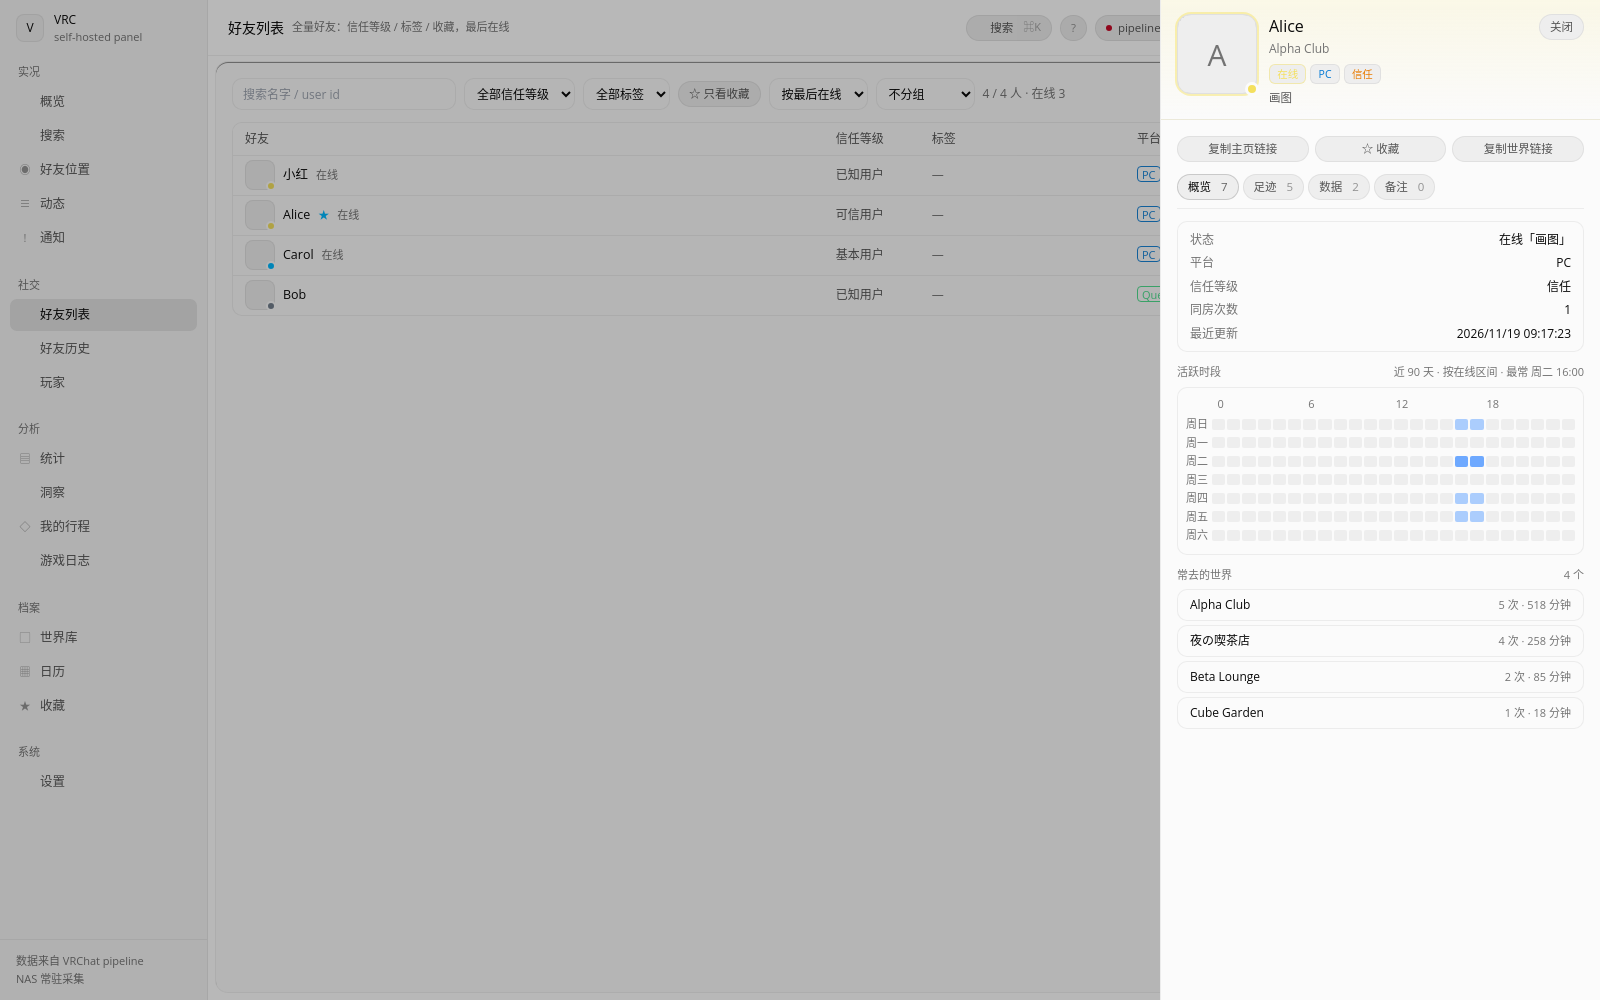 V
VRC
self-hosted panel
实况
概览
搜索
好友位置
动态
通知
社交
好友列表
好友历史
玩家
分析
统计
洞察
我的行程
游戏日志
档案
世界库
日历
收藏
系统
设置
数据来自 VRChat pipeline
NAS 常驻采集
好友列表 全量好友：信任等级 / 标签 / 收藏，最后在线
搜索 ⌘K ? pipeline
搜索名字 / user id 全部信任等级 全部标签 ☆ 只看收藏 按最后在线 不分组 4 / 4 人 · 在线 3
好友 信任等级 标签 平台
小红 在线 已知用户 — PC
Alice ★ 在线 可信用户 — PC
Carol 在线 基本用户 — PC
Bob 已知用户 — Que
A
Alice
关闭
Alpha Club
在线 PC 信任
画图
复制主页链接 ☆ 收藏 复制世界链接
概览 7 足迹 5 数据 2 备注 0
状态 在线「画图」
平台 PC
信任等级 信任
同房次数 1
最近更新 2026/11/19 09:17:23
活跃时段 近 90 天 · 按在线区间 · 最常 周二 16:00
0 6 12 18
周日
周一
周二
周三
周四
周五
周六
常去的世界 4 个
Alpha Club 5 次 · 518 分钟
夜の喫茶店 4 次 · 258 分钟
Beta Lounge 2 次 · 85 分钟
Cube Garden 1 次 · 18 分钟